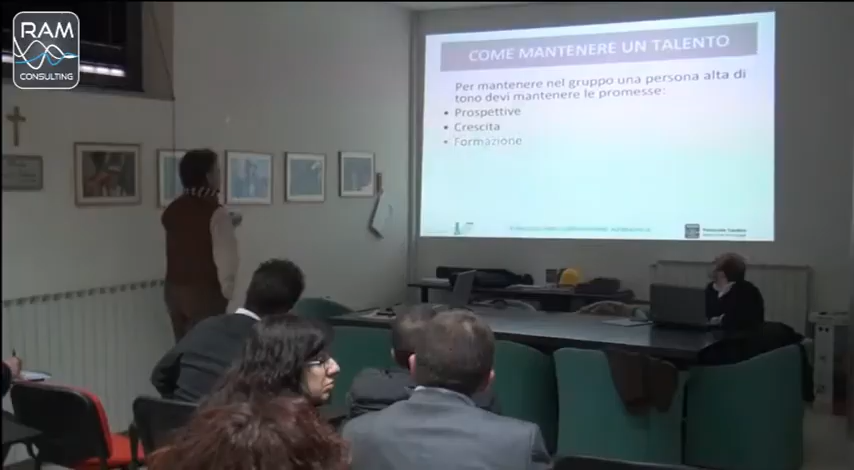 RAM
CONSULTING
COME MANTENERE UN TALENTO
Per mantenere nel gruppo una persona alta di
tono devi mantenere le promesse:
• Prospettive
• Crescita
• Formazione